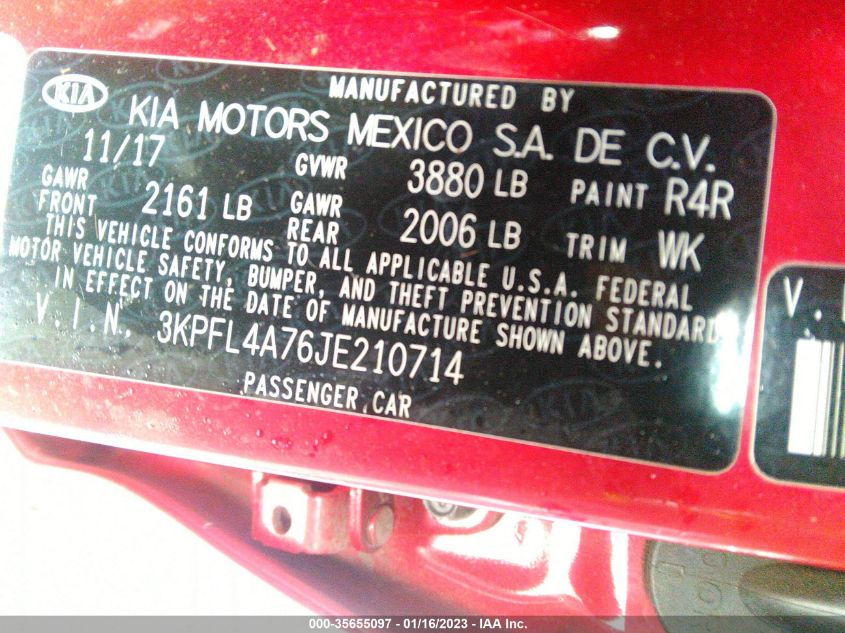 KIA
MANUFACTURED BY
KIA MOTORS MEXICO S.A. DE C.V.
11/17
GVWR 3880 LB PAINT R4R
GAWR FRONT 2161 LB GAWR REAR 2006 LB TRIM WK
THIS VEHICLE CONFORMS TO ALL APPLICABLE U.S.A. FEDERAL
MOTOR VEHICLE SAFETY, BUMPER, AND THEFT PREVENTION STANDARD
IN EFFECT ON THE DATE OF MANUFACTURE SHOWN ABOVE.
V.I.N. 3KPFL4A76JE210714
PASSENGER CAR
V.
000-35655097 - 01/16/2023 - IAA Inc.